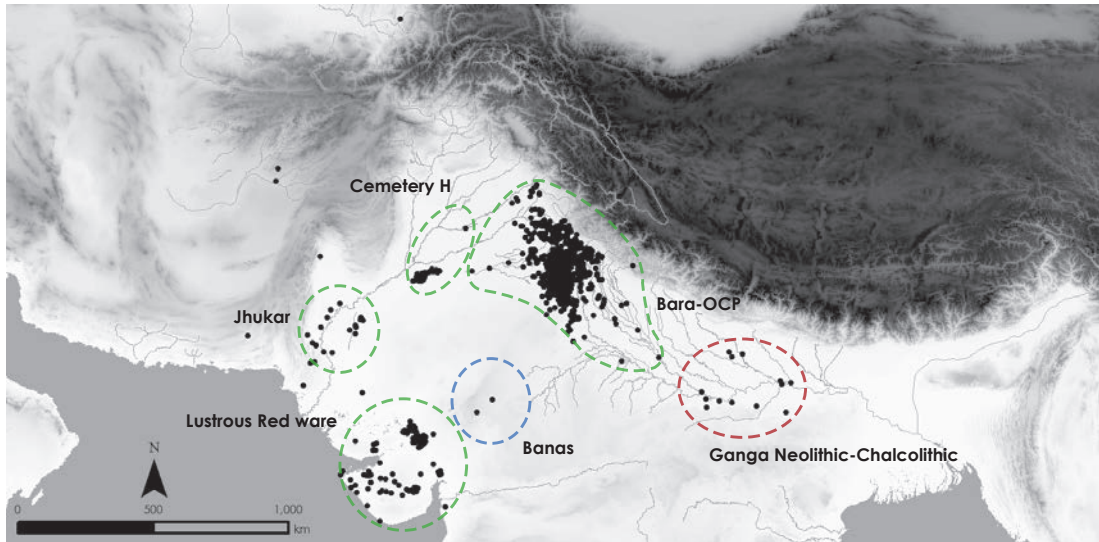 Cemetery H
Bara-OCP
Jhukar
Lustrous Red ware
Banas
Ganga Neolithic-Chalcolithic
N
0 500 1,000
km